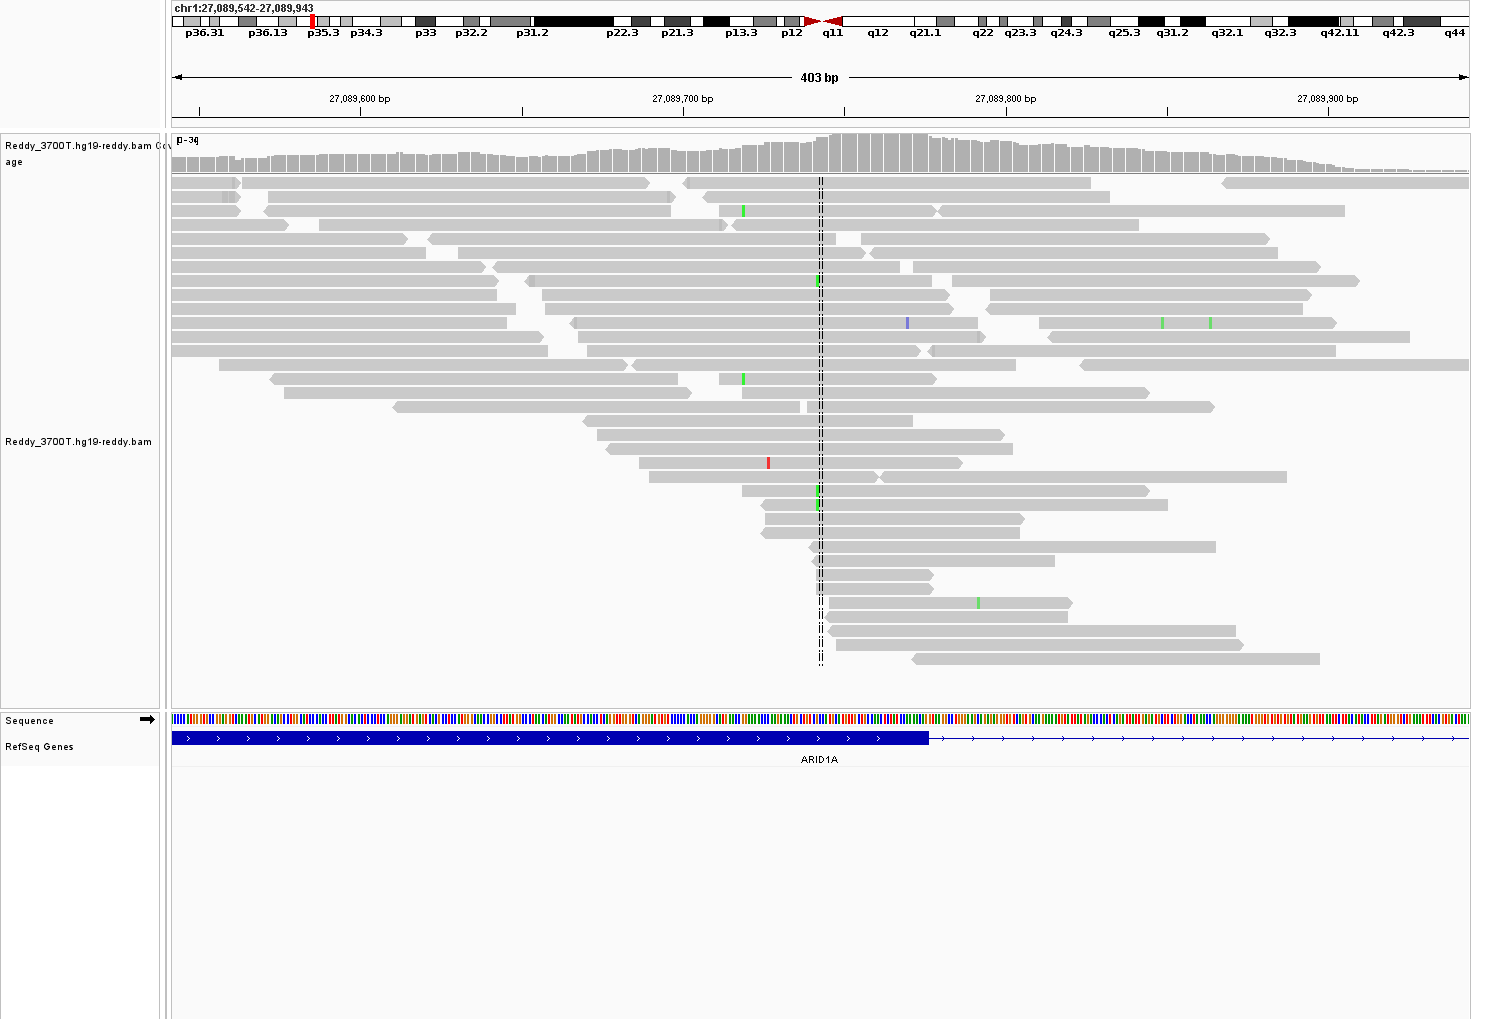 chr1:27,089,542-27,089,943
p36.31 p36.13 p35.3 p34.3 p33 p32.2 p31.2 p22.3 p21.3 p13.3 p12 q11 q12 q21.1 q22 q23.3 q24.3 q25.3 q31.2 q32.1 q32.3 q42.11 q42.3 q44
403 bp
27,089,600 bp 27,089,700 bp 27,089,800 bp 27,089,900 bp
Reddy_3700T.hg19-reddy.bam Cov
age
Reddy_3700T.hg19-reddy.bam
Sequence
RefSeq Genes
ARID1A